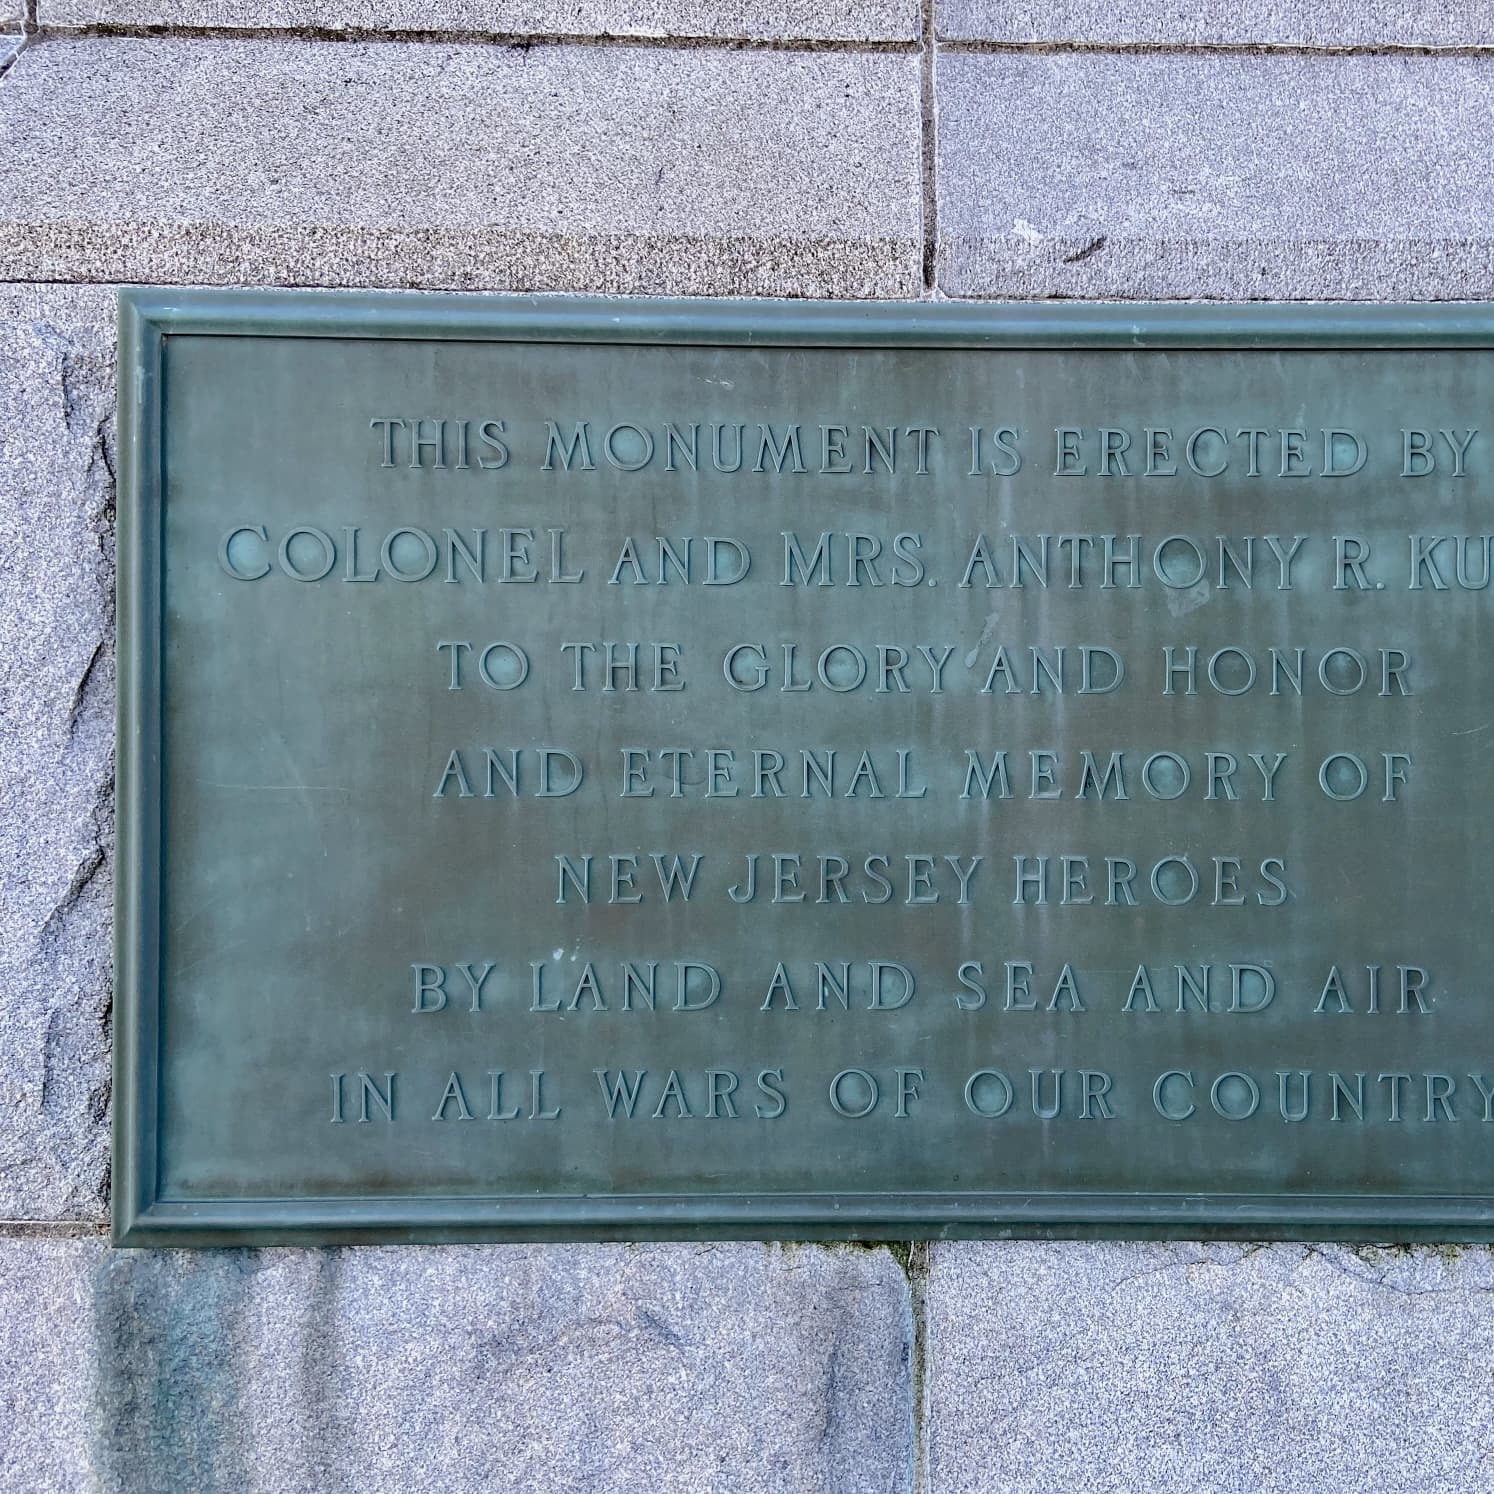 THIS MONUMENT IS ERECTED BY
COLONEL AND MRS. ANTHONY R. KU
TO THE GLORY AND HONOR
AND ETERNAL MEMORY OF
NEW JERSEY HEROES
BY LAND AND SEA AND AIR
IN ALL WARS OF OUR COUNTRY